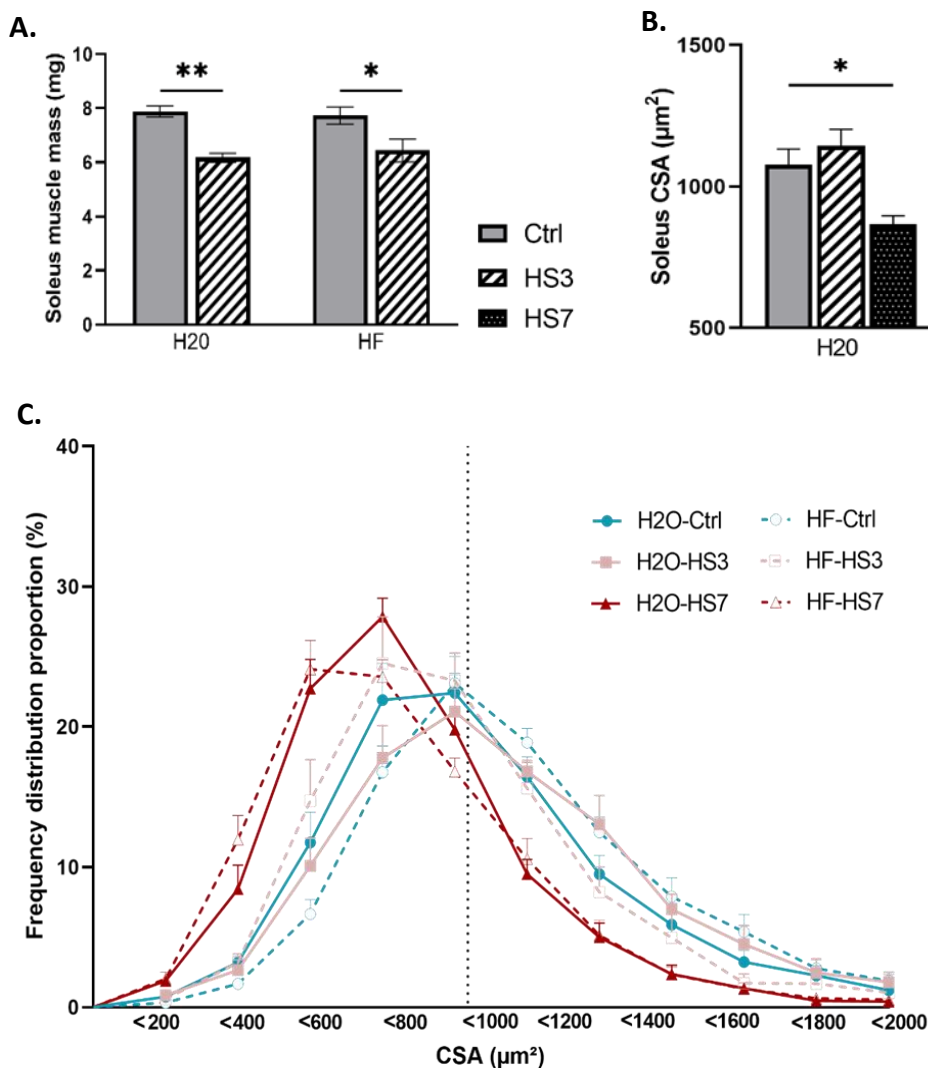 A.
Soleus muscle mass (mg)
10
8
6
4
2
0
**
*
H20
HF
Ctrl
HS3
HS7
B.
Soleus CSA (µm²)
1500
1000
500
*
H20
C.
Frequency distribution proportion (%)
40
30
20
10
0
H2O-Ctrl HF-Ctrl
H2O-HS3 HF-HS3
H2O-HS7 HF-HS7
<200 <400 <600 <800 <1000 <1200 <1400 <1600 <1800 <2000
CSA (µm²)